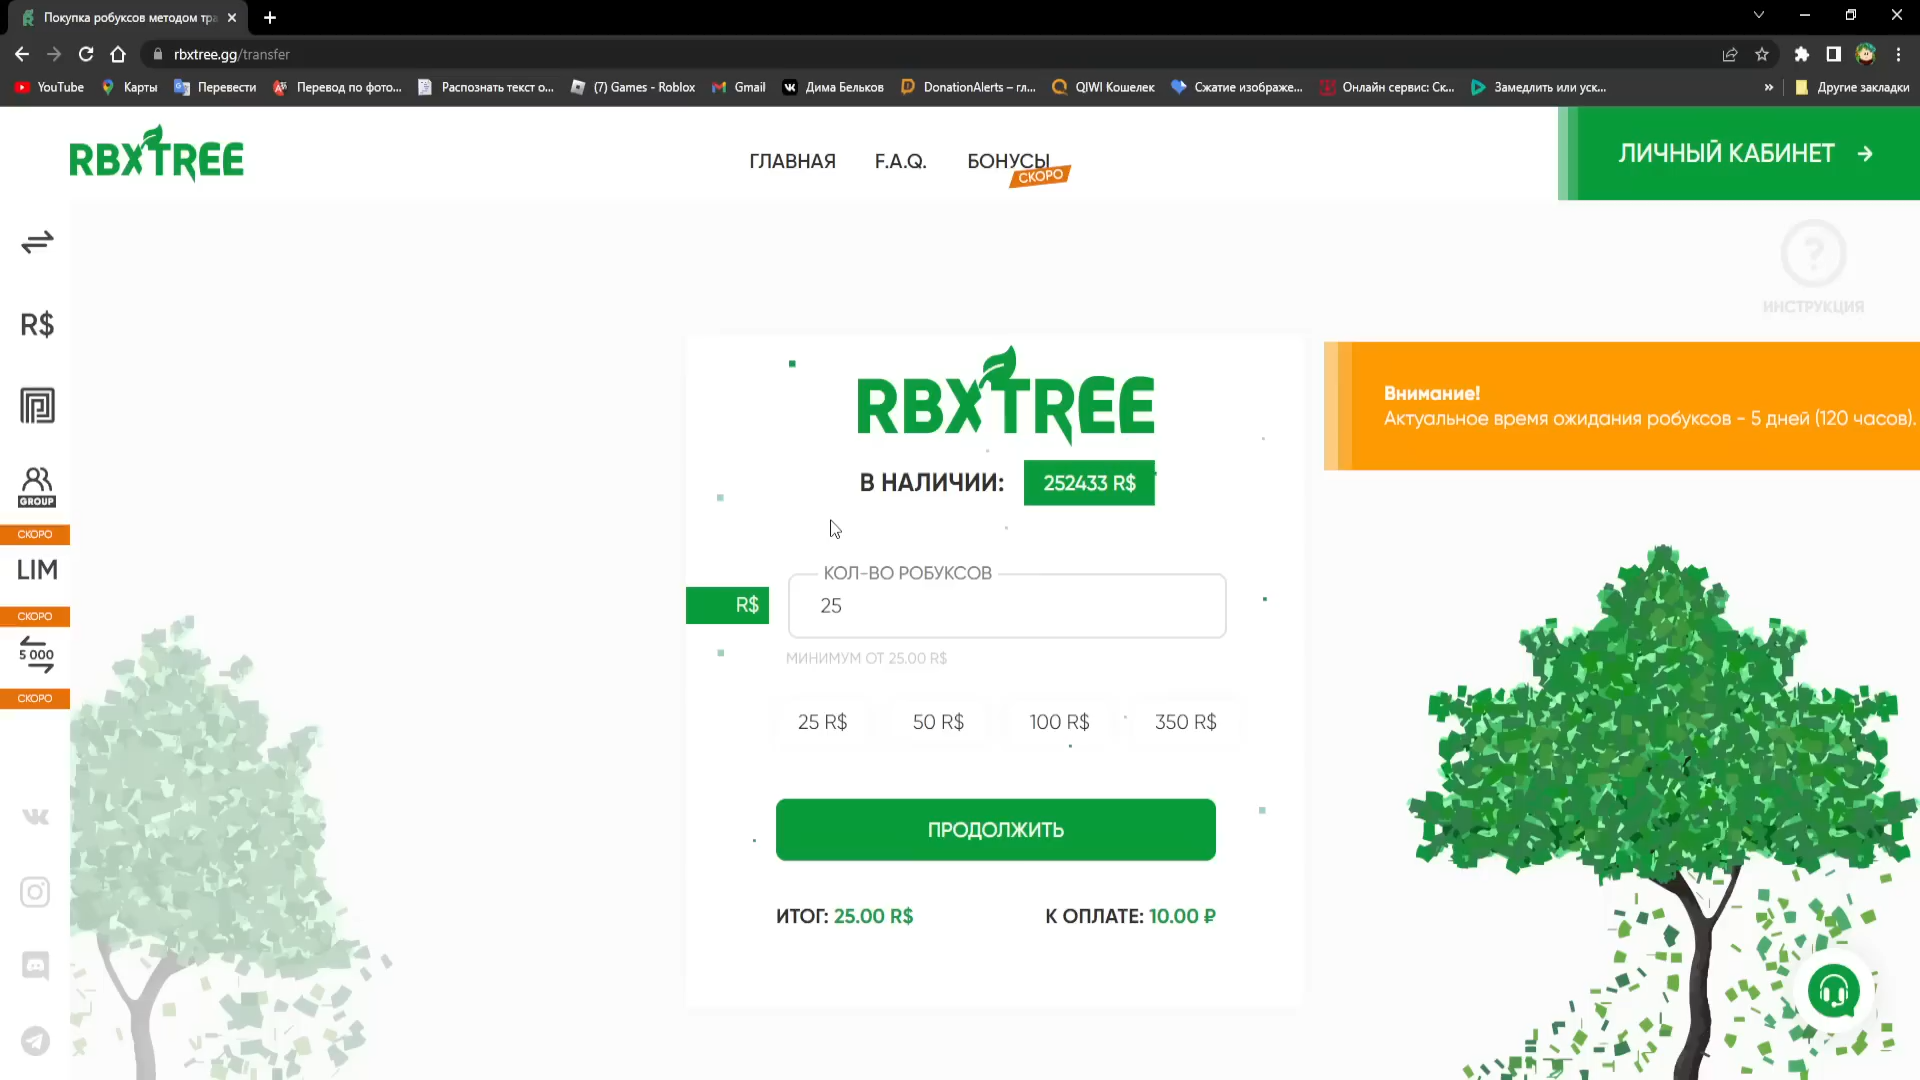 Покупка робуксов методом тра
rbxtree.gg/transfer
YouTube
Карты
Перевести
Перевод по фото...
Распознать текст о...
(7) Games - Roblox
Gmail
Дима Бельков
DonationAlerts – гл...
QIWI Кошелек
Сжатие изображе...
Онлайн сервис: Ск...
Замедлить или уск...
»
Другие закладки
RBXTREE
ГЛАВНАЯ
F.A.Q.
БОНУСЫ
СКОРО
ЛИЧНЫЙ КАБИНЕТ
R$
GROUP
СКОРО
LIM
СКОРО
5 000
СКОРО
?
ИНСТРУКЦИЯ
Внимание!
Актуальное время ожидания робуксов - 5 дней (120 часов).
RBXTREE
В НАЛИЧИИ: 252433 R$
КОЛ-ВО РОБУКСОВ
R$ 25
МИНИМУМ ОТ 25.00 R$
25 R$ 50 R$ 100 R$ 350 R$
ПРОДОЛЖИТЬ
ИТОГ: 25.00 R$ К ОПЛАТЕ: 10.00 ₽